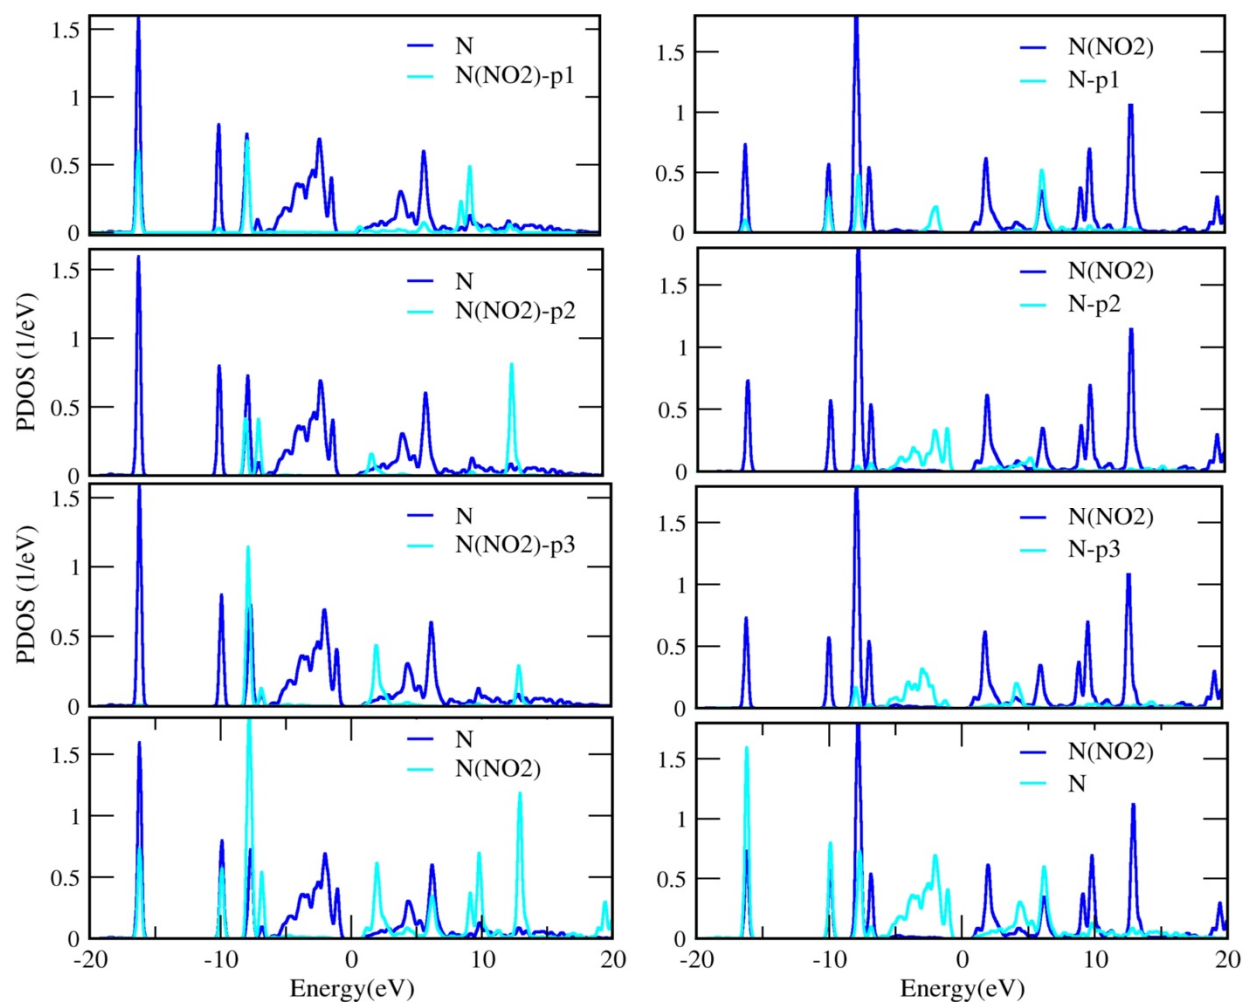 1.5
1
0.5
0
N
N(NO2)-p1
1.5
1
0.5
0
N(NO2)
N-p1
1.5
1
0.5
0
N
N(NO2)-p2
PDOS (1/eV)
1.5
1
0.5
0
N(NO2)
N-p2
1.5
1
0.5
0
N
N(NO2)-p3
PDOS (1/eV)
1.5
1
0.5
0
N(NO2)
N-p3
1.5
1
0.5
0
N
N(NO2)
-20 -10 0 10 20
Energy(eV)
1.5
1
0.5
0
N(NO2)
N
-20 -10 0 10 20
Energy (eV)